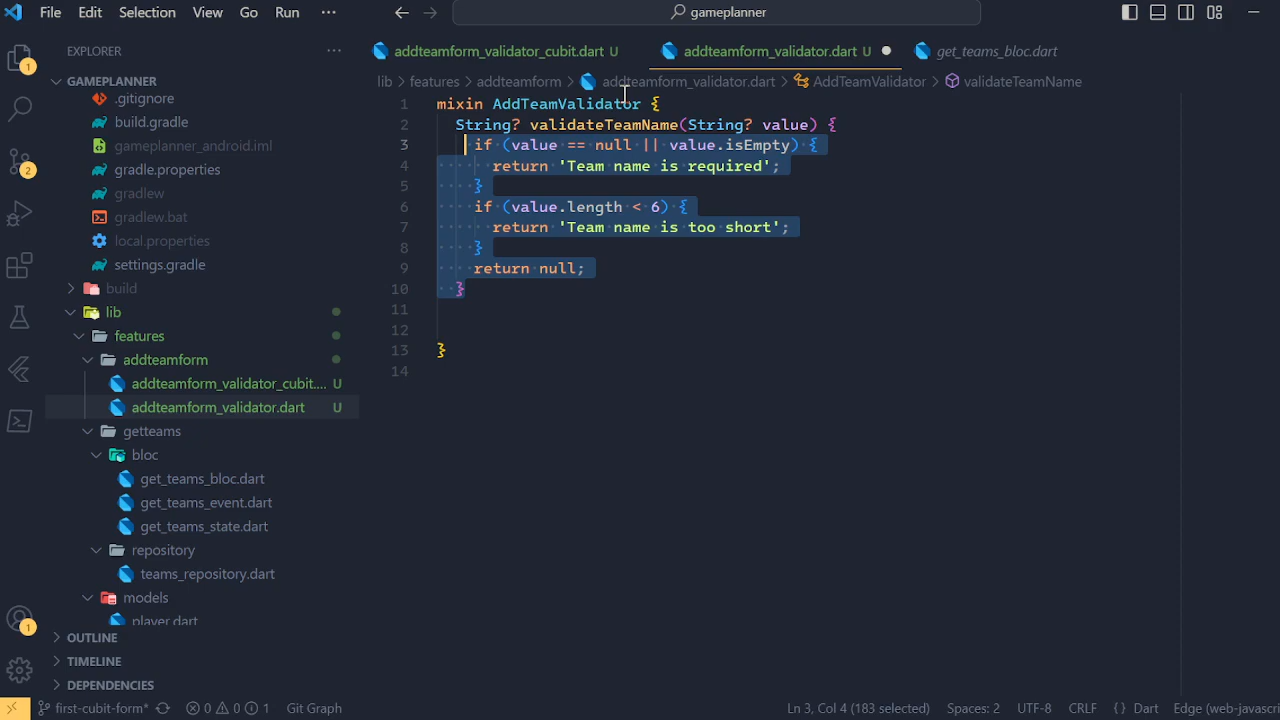 File Edit Selection View Go Run ··· gameplanner
EXPLORER ···
GAMEPLANNER
.gitignore
build.gradle
gameplanner_android.iml
gradle.properties
gradlew
gradlew.bat
local.properties
settings.gradle
build
lib
features
addteamform
addteamform_validator_cubit.... U
addteamform_validator.dart U
getteams
bloc
get_teams_bloc.dart
get_teams_event.dart
get_teams_state.dart
repository
teams_repository.dart
models
player.dart
OUTLINE
TIMELINE
DEPENDENCIES
1
2
1
addteamform_validator_cubit.dart U addteamform_validator.dart U get_teams_bloc.dart
lib > features > addteamform > addteamform_validator.dart > AddTeamValidator > validateTeamName
1 mixin AddTeamValidator {
2 String? validateTeamName(String? value) {
3 if (value == null || value.isEmpty) {
4 return 'Team name is required';
5 }
6 if (value.length < 6) {
7 return 'Team name is too short';
8 }
9 return null;
10 }
11
12
13 }
14
first-cubit-form* 0 0 1 Git Graph Ln 3, Col 4 (183 selected) Spaces: 2 UTF-8 CRLF {} Dart Edge (web-javascri